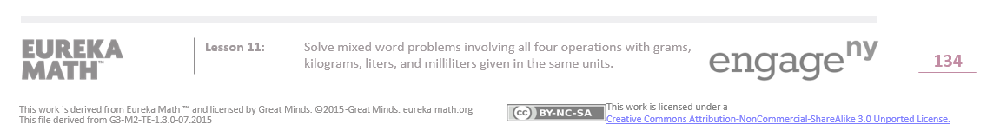 EUREKA
MATH™
Lesson 11:
Solve mixed word problems involving all four operations with grams,
kilograms, liters, and milliliters given in the same units.
engage ny
134
This work is derived from Eureka Math ™ and licensed by Great Minds. ©2015-Great Minds. eureka math.org
This file derived from G3-M2-TE-1.3.0-07.2015
cc BY-NC-SA
This work is licensed under a
Creative Commons Attribution-NonCommercial-ShareAlike 3.0 Unported License.